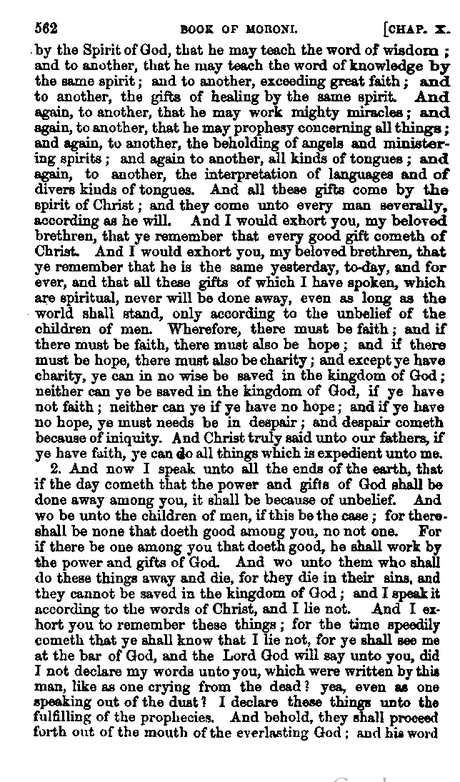 562 BOOK OF MORONI. [CHAP. X.
by the Spirit of God, that he may teach the word of wisdom ;
and to another, that he may teach the word of knowledge by
the same spirit ; and to another, exceeding great faith ; and
to another, the gifts of healing by the same spirit. And
again, to another, that he may work mighty miracles ; and
again, to another, that he may prophesy concerning all things ;
and again, to another, the beholding of angels and minister-
ing spirits ; and again to another, all kinds of tongues ; and
again, to another, the interpretation of languages and of
divers kinds of tongues. And all these gifts come by the
spirit of Christ ; and they come unto every man severally,
according as he will. And I would exhort you, my beloved
brethren, that ye remember that every good gift cometh of
Christ. And I would exhort you, my beloved brethren, that
ye remember that he is the same yesterday, to-day, and for
ever, and that all these gifts of which I have spoken, which
are spiritual, never will be done away, even as long as the
world shall stand, only according to the unbelief of the
children of men. Wherefore, there must be faith ; and if
there must be faith, there must also be hope ; and if there
must be hope, there must also be charity ; and except ye have
charity, ye can in no wise be saved in the kingdom of God ;
neither can ye be saved in the kingdom of God, if ye have
not faith ; neither can ye if ye have no hope ; and if ye have
no hope, ye must needs be in despair ; and despair cometh
because of iniquity. And Christ truly said unto our fathers, if
ye have faith, ye can do all things which is expedient unto me.
2. And now I speak unto all the ends of the earth, that
if the day cometh that the power and gifts of God shall be
done away among you, it shall be because of unbelief. And
wo be unto the children of men, if this be the case ; for there-
shall be none that doeth good among you, no not one. For
if there be one among you that doeth good, he shall work by
the power and gifts of God. And wo unto them who shall
do these things away and die, for they die in their sins, and
they cannot be saved in the kingdom of God ; and I speak it
according to the words of Christ, and I lie not. And I ex-
hort you to remember these things ; for the time speedily
cometh that ye shall know that I lie not, for ye shall see me
at the bar of God, and the Lord God will say unto you, did
I not declare my words unto you, which were written by this
man, like as one crying from the dead ? yea, even as one
speaking out of the dust ? I declare these things unto the
fulfilling of the prophecies. And behold, they shall proceed
forth out of the mouth of the everlasting God ; and his word